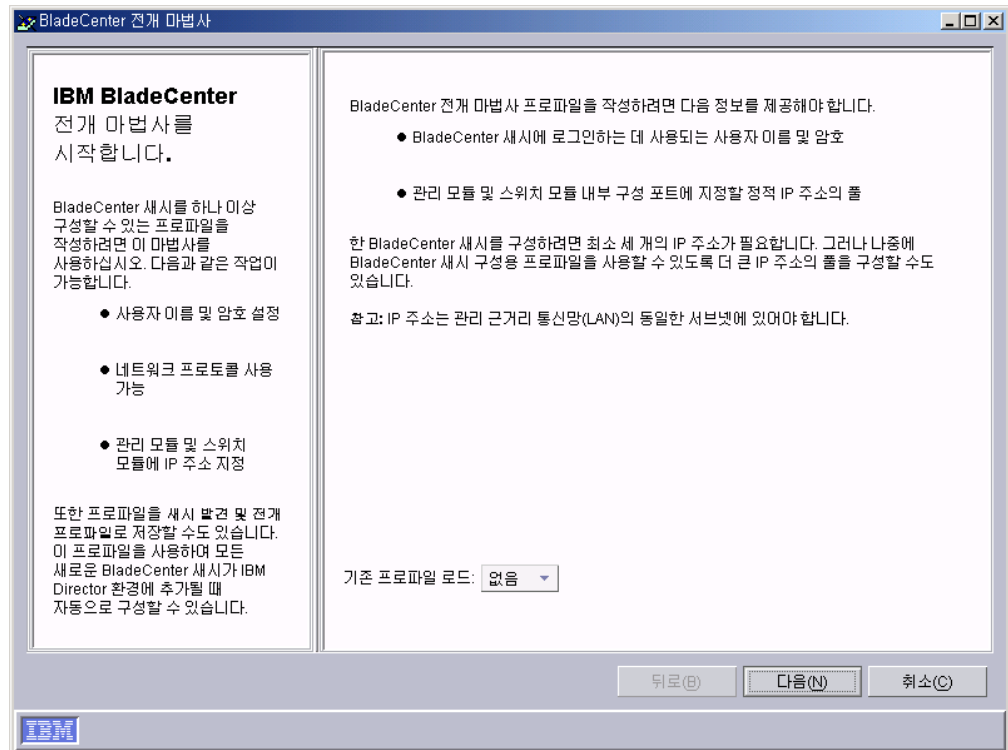 BladeCenter 전개 마법사
IBM BladeCenter
전개 마법사를
시작합니다.
BladeCenter 섀시를 하나 이상
구성할 수 있는 프로파일을
작성하려면 이 마법사를
사용하십시오. 다음과 같은 작업이
가능합니다.
● 사용자 이름 및 암호 설정
● 네트워크 프로토콜 사용
가능
● 관리 모듈 및 스위치
모듈에 IP 주소 지정
또한 프로파일을 섀시 발견 및 전개
프로파일로 저장할 수도 있습니다.
이 프로파일을 사용하여 모든
새로운 BladeCenter 섀시가 IBM
Director 환경에 추가될 때
자동으로 구성할 수 있습니다.
BladeCenter 전개 마법사 프로파일을 작성하려면 다음 정보를 제공해야 합니다.
● BladeCenter 섀시에 로그인하는 데 사용되는 사용자 이름 및 암호
● 관리 모듈 및 스위치 모듈 내부 구성 포트에 지정할 정적 IP 주소의 풀
한 BladeCenter 섀시를 구성하려면 최소 세 개의 IP 주소가 필요합니다. 그러나 나중에
BladeCenter 섀시 구성용 프로파일을 사용할 수 있도록 더 큰 IP 주소의 풀을 구성할 수도
있습니다.
참고: IP 주소는 관리 근거리 통신망(LAN)의 동일한 서브넷에 있어야 합니다.
기존 프로파일 로드: 없음
뒤로(B) 다음(N) 취소(C)
IBM